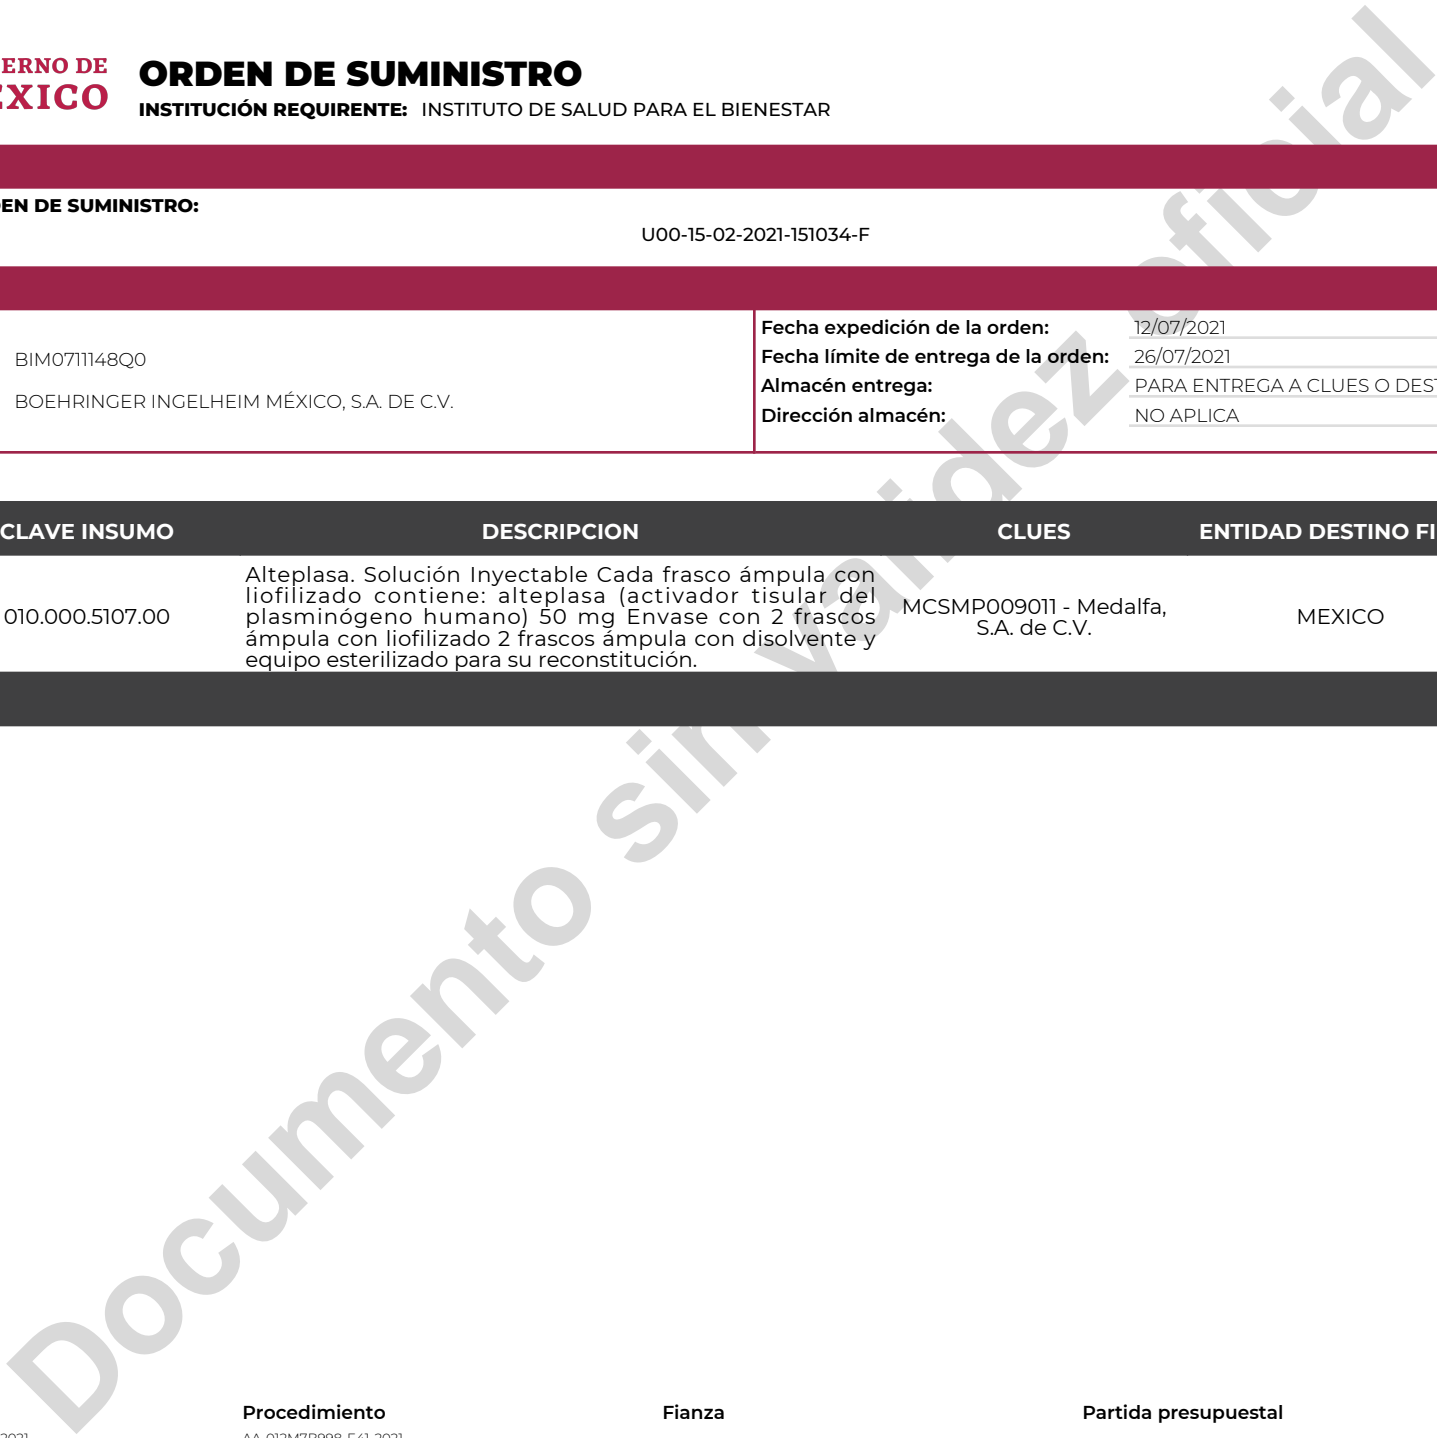 ERNO DE
EXICO
ORDEN DE SUMINISTRO
INSTITUCIÓN REQUIRENTE: INSTITUTO DE SALUD PARA EL BIENESTAR
EN DE SUMINISTRO:
U00-15-02-2021-151034-F
BIM0711148Q0
BOEHRINGER INGELHEIM MÉXICO, S.A. DE C.V.
Fecha expedición de la orden: 12/07/2021
Fecha límite de entrega de la orden: 26/07/2021
Almacén entrega: PARA ENTREGA A CLUES O DEST
Dirección almacén: NO APLICA
CLAVE INSUMO DESCRIPCION CLUES ENTIDAD DESTINO FI
010.000.5107.00
Alteplasa. Solución Inyectable Cada frasco ámpula con
liofilizado contiene: alteplasa (activador tisular del
plasminógeno humano) 50 mg Envase con 2 frascos
ámpula con liofilizado 2 frascos ámpula con disolvente y
equipo esterilizado para su reconstitución.
MCSMP009011 - Medalfa,
S.A. de C.V.
MEXICO
Documento sin validez oficial
Procedimiento Fianza Partida presupuestal